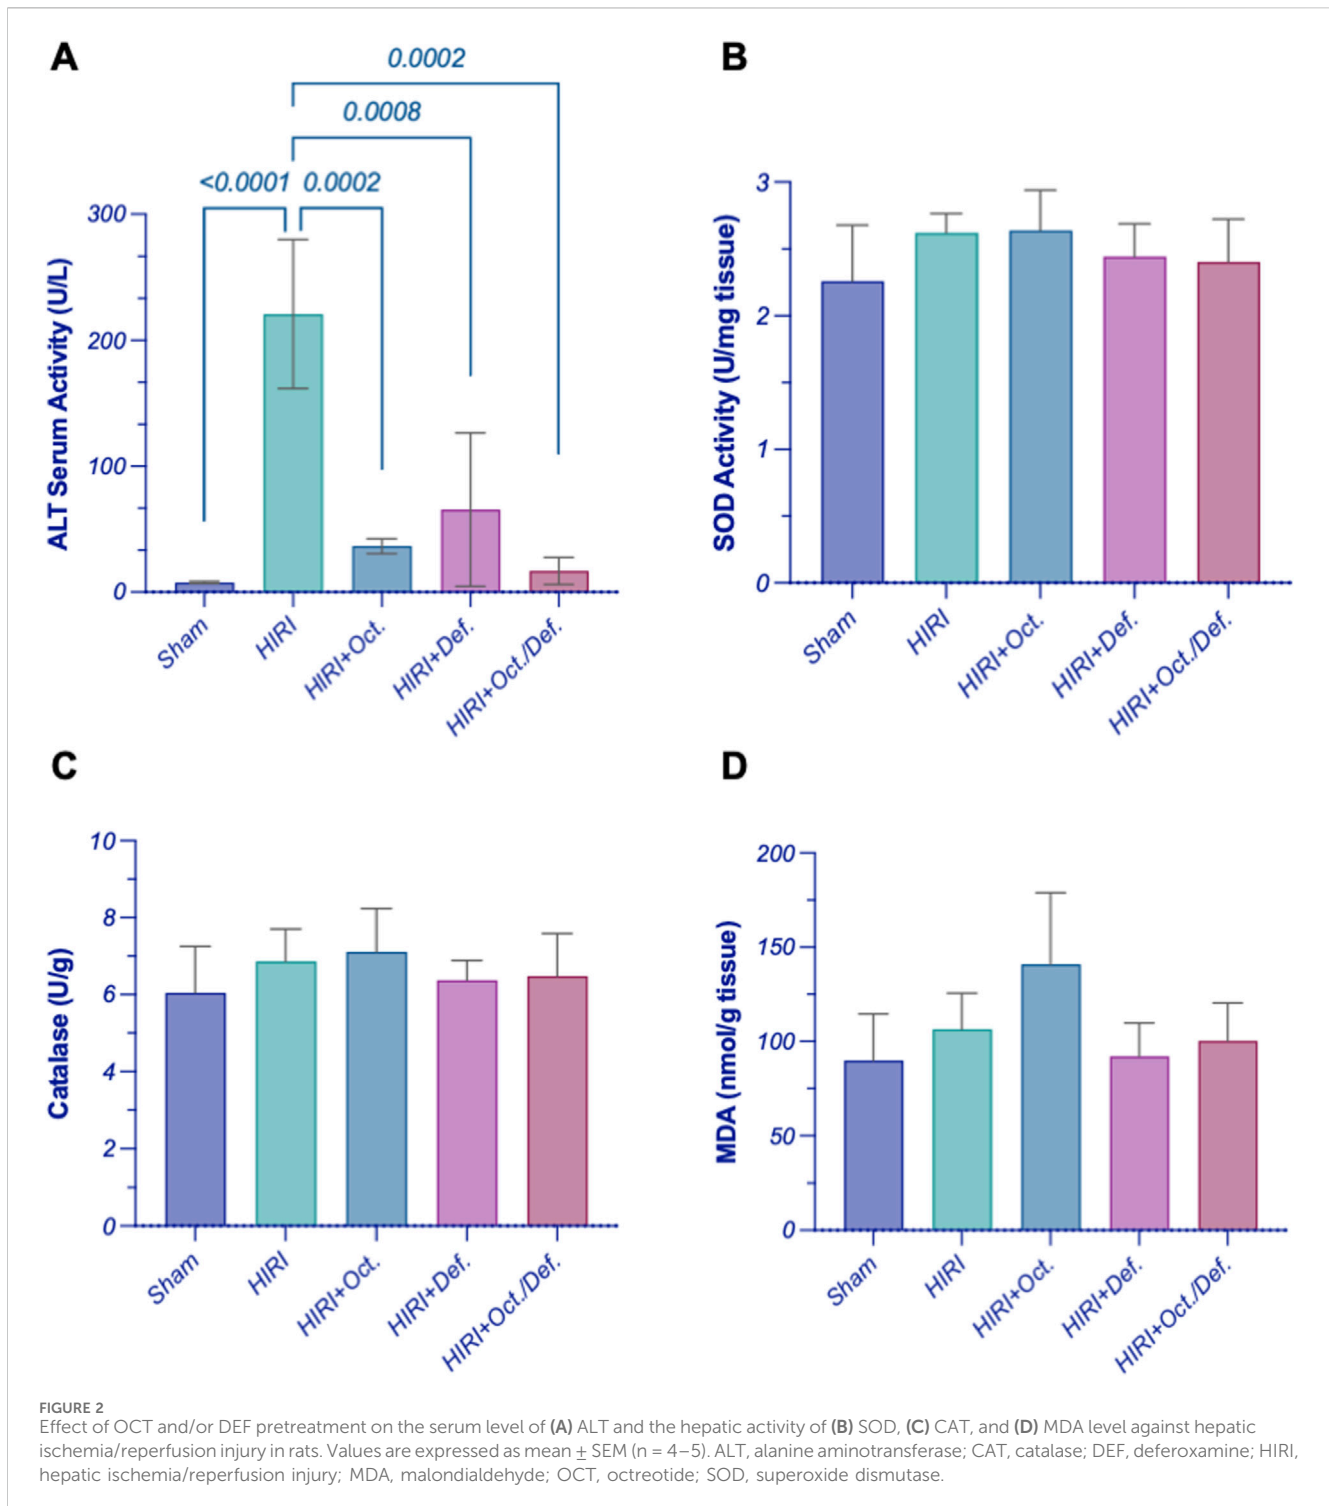 A
0.0002
0.0008
<0.0001 0.0002
300
200
100
0
ALT Serum Activity (U/L)
Sham
HIRI
HIRI+Oct.
HIRI+Def.
HIRI+Oct./Def.
B
3
2
1
0
SOD Activity (U/mg tissue)
Sham
HIRI
HIRI+Oct.
HIRI+Def.
HIRI+Oct./Def.
C
10
8
6
4
2
0
Catalase (U/g)
Sham
HIRI
HIRI+Oct.
HIRI+Def.
HIRI+Oct./Def.
D
200
150
100
50
0
MDA (nmol/g tissue)
Sham
HIRI
HIRI+Oct.
HIRI+Def.
HIRI+Oct./Def.
FIGURE 2
Effect of OCT and/or DEF pretreatment on the serum level of (A) ALT and the hepatic activity of (B) SOD, (C) CAT, and (D) MDA level against hepatic
ischemia/reperfusion injury in rats. Values are expressed as mean ± SEM (n = 4–5). ALT, alanine aminotransferase; CAT, catalase; DEF, deferoxamine; HIRI,
hepatic ischemia/reperfusion injury; MDA, malondialdehyde; OCT, octreotide; SOD, superoxide dismutase.